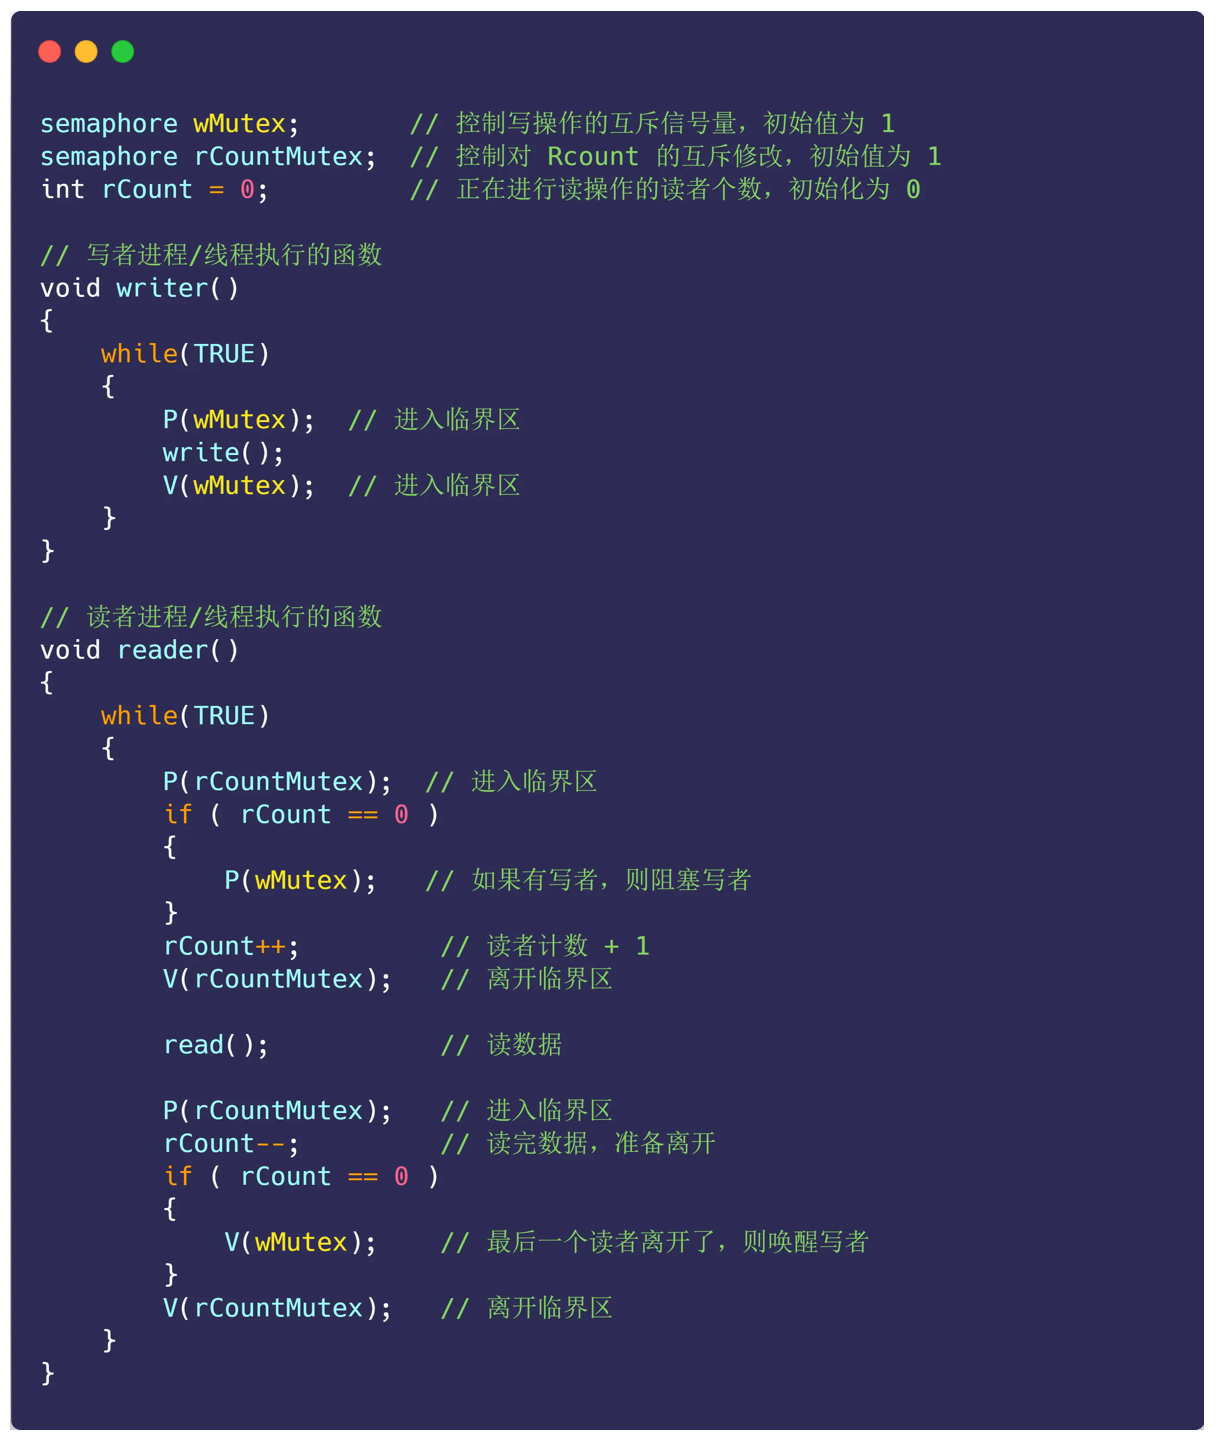 semaphore wMutex;       // 控制写操作的互斥信号量，初始值为 1
semaphore rCountMutex;  // 控制对 Rcount 的互斥修改，初始值为 1
int rCount = 0;         // 正在进行读操作的读者个数，初始化为 0

// 写者进程/线程执行的函数
void writer()
{
    while(TRUE)
    {
        P(wMutex);  // 进入临界区
        write();
        V(wMutex);  // 进入临界区
    }
}

// 读者进程/线程执行的函数
void reader()
{
    while(TRUE)
    {
        P(rCountMutex);  // 进入临界区
        if ( rCount == 0 )
        {
            P(wMutex);   // 如果有写者，则阻塞写者
        }
        rCount++;         // 读者计数 + 1
        V(rCountMutex);   // 离开临界区

        read();           // 读数据

        P(rCountMutex);   // 进入临界区
        rCount--;         // 读完数据，准备离开
        if ( rCount == 0 )
        {
            V(wMutex);    // 最后一个读者离开了，则唤醒写者
        }
        V(rCountMutex);   // 离开临界区
    }
}